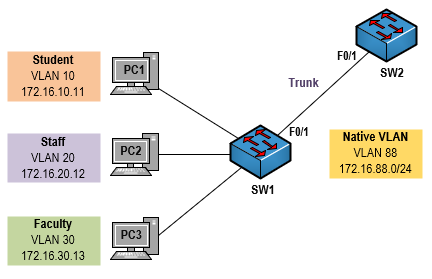 Student
VLAN 10
172.16.10.11
PC1
Staff
VLAN 20
172.16.20.12
PC2
Faculty
VLAN 30
172.16.30.13
PC3
SW1
F0/1
Trunk
F0/1
SW2
Native VLAN
VLAN 88
172.16.88.0/24